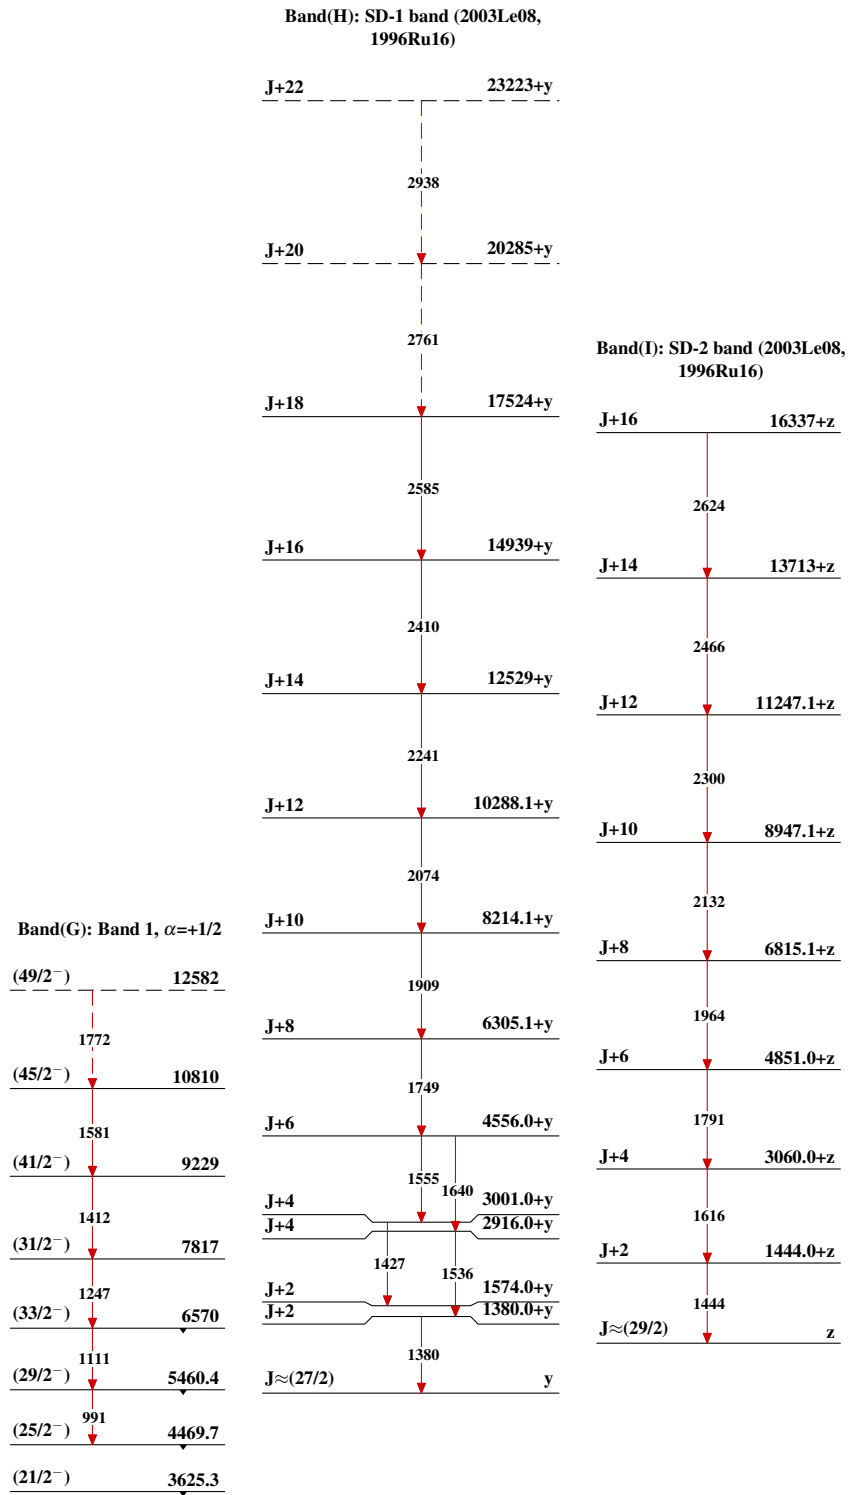 Band(H): SD-1 band (2003Le08,
1996Ru16)
J+22 23223+y
2938
J+20 20285+y
2761
J+18 17524+y
2585
J+16 14939+y
2410
J+14 12529+y
2241
J+12 10288.1+y
2074
J+10 8214.1+y
1909
J+8 6305.1+y
1749
J+6 4556.0+y
1555
1640
J+4 3001.0+y
J+4 2916.0+y
1427
1536
J+2 1574.0+y
J+2 1380.0+y
1380
J≈(27/2) y
Band(I): SD-2 band (2003Le08,
1996Ru16)
J+16 16337+z
2624
J+14 13713+z
2466
J+12 11247.1+z
2300
J+10 8947.1+z
2132
J+8 6815.1+z
1964
J+6 4851.0+z
1791
J+4 3060.0+z
1616
J+2 1444.0+z
1444
J≈(29/2) z
Band(G): Band 1, α=+1/2
(49/2⁻) 12582
1772
(45/2⁻) 10810
1581
(41/2⁻) 9229
1412
(31/2⁻) 7817
1247
(33/2⁻) 6570
1111
(29/2⁻) 5460.4
991
(25/2⁻) 4469.7
(21/2⁻) 3625.3